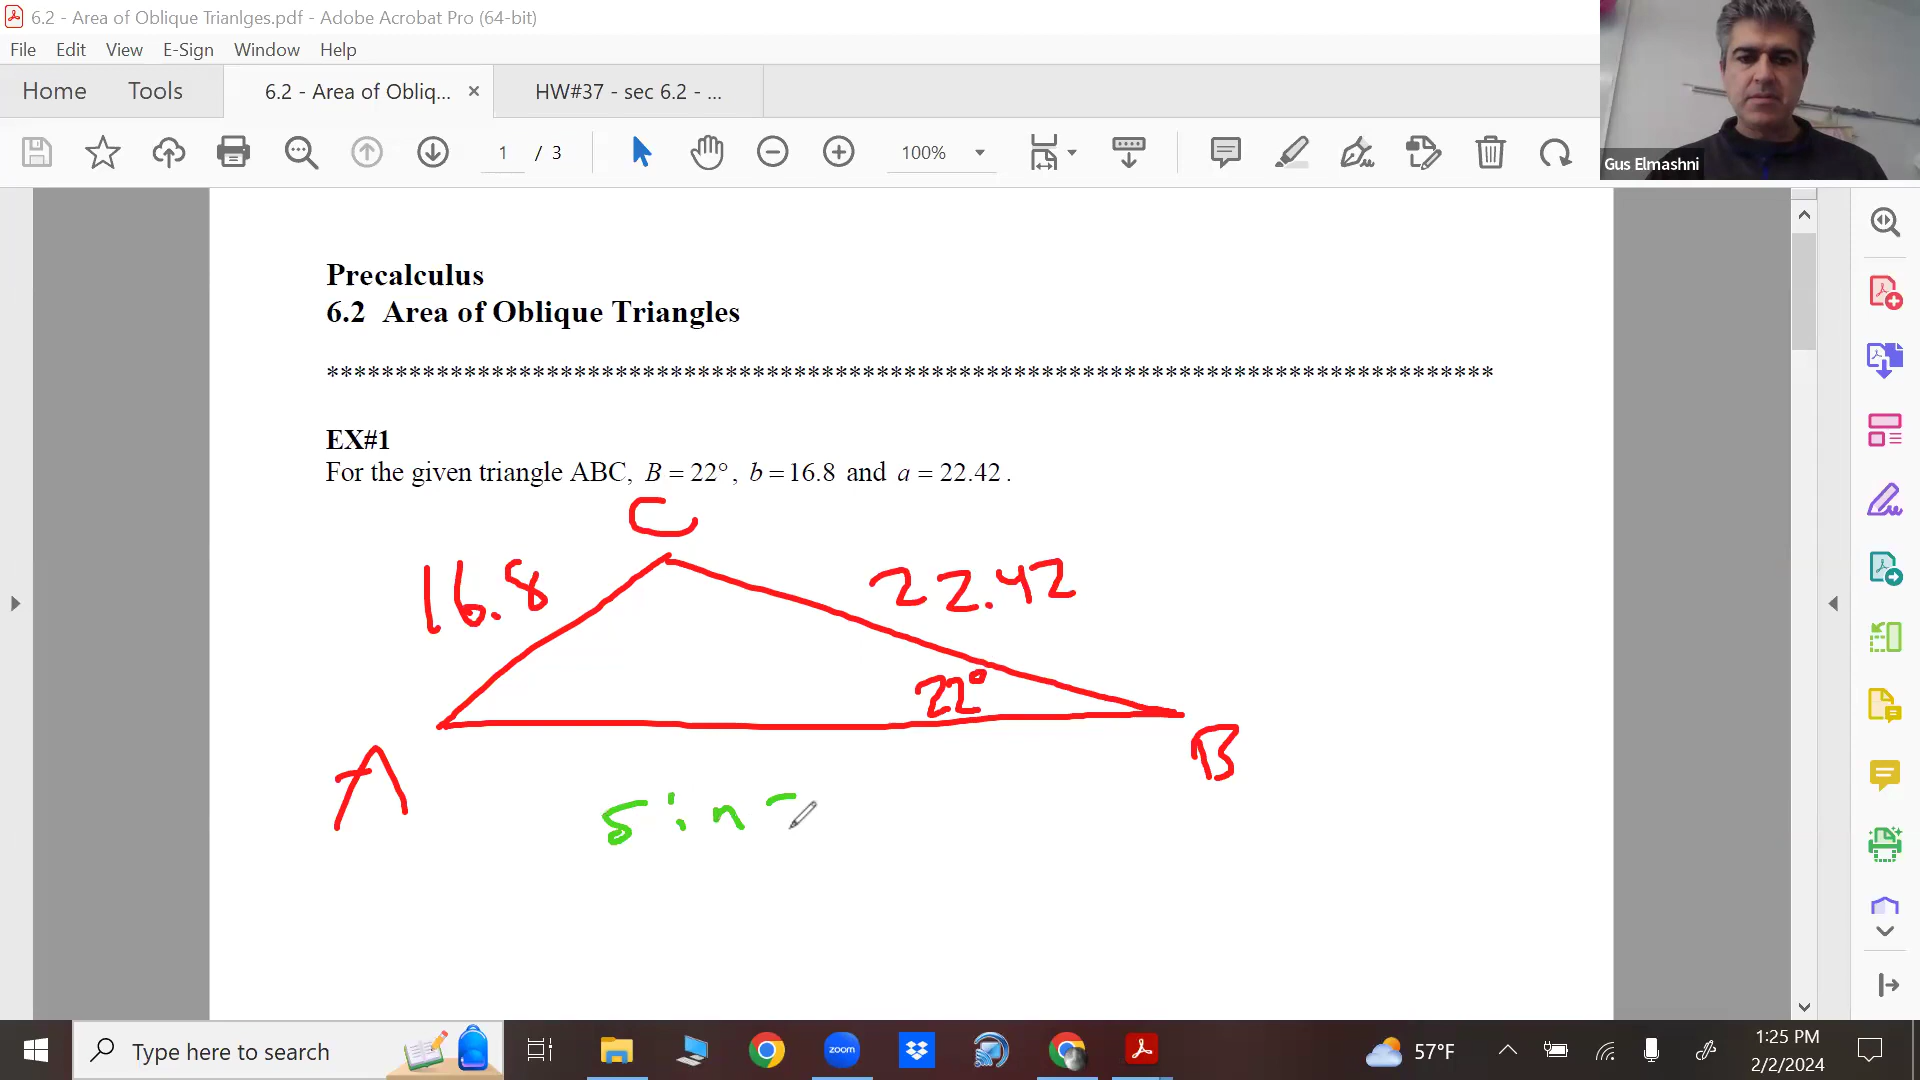 6.2 - Area of Oblique Trianlges.pdf - Adobe Acrobat Pro (64-bit)
File Edit View E-Sign Window Help
Home Tools 6.2 - Area of Obliq... × HW#37 - sec 6.2 - ...
1 / 3 100%
Gus Elmashni
Precalculus
6.2 Area of Oblique Triangles
*************************************************************************************
EX#1
For the given triangle ABC, B = 22°, b = 16.8 and a = 22.42.
C
16.8 22.42
22°
B
A
sin
Type here to search
zoom
57°F
1:25 PM
2/2/2024